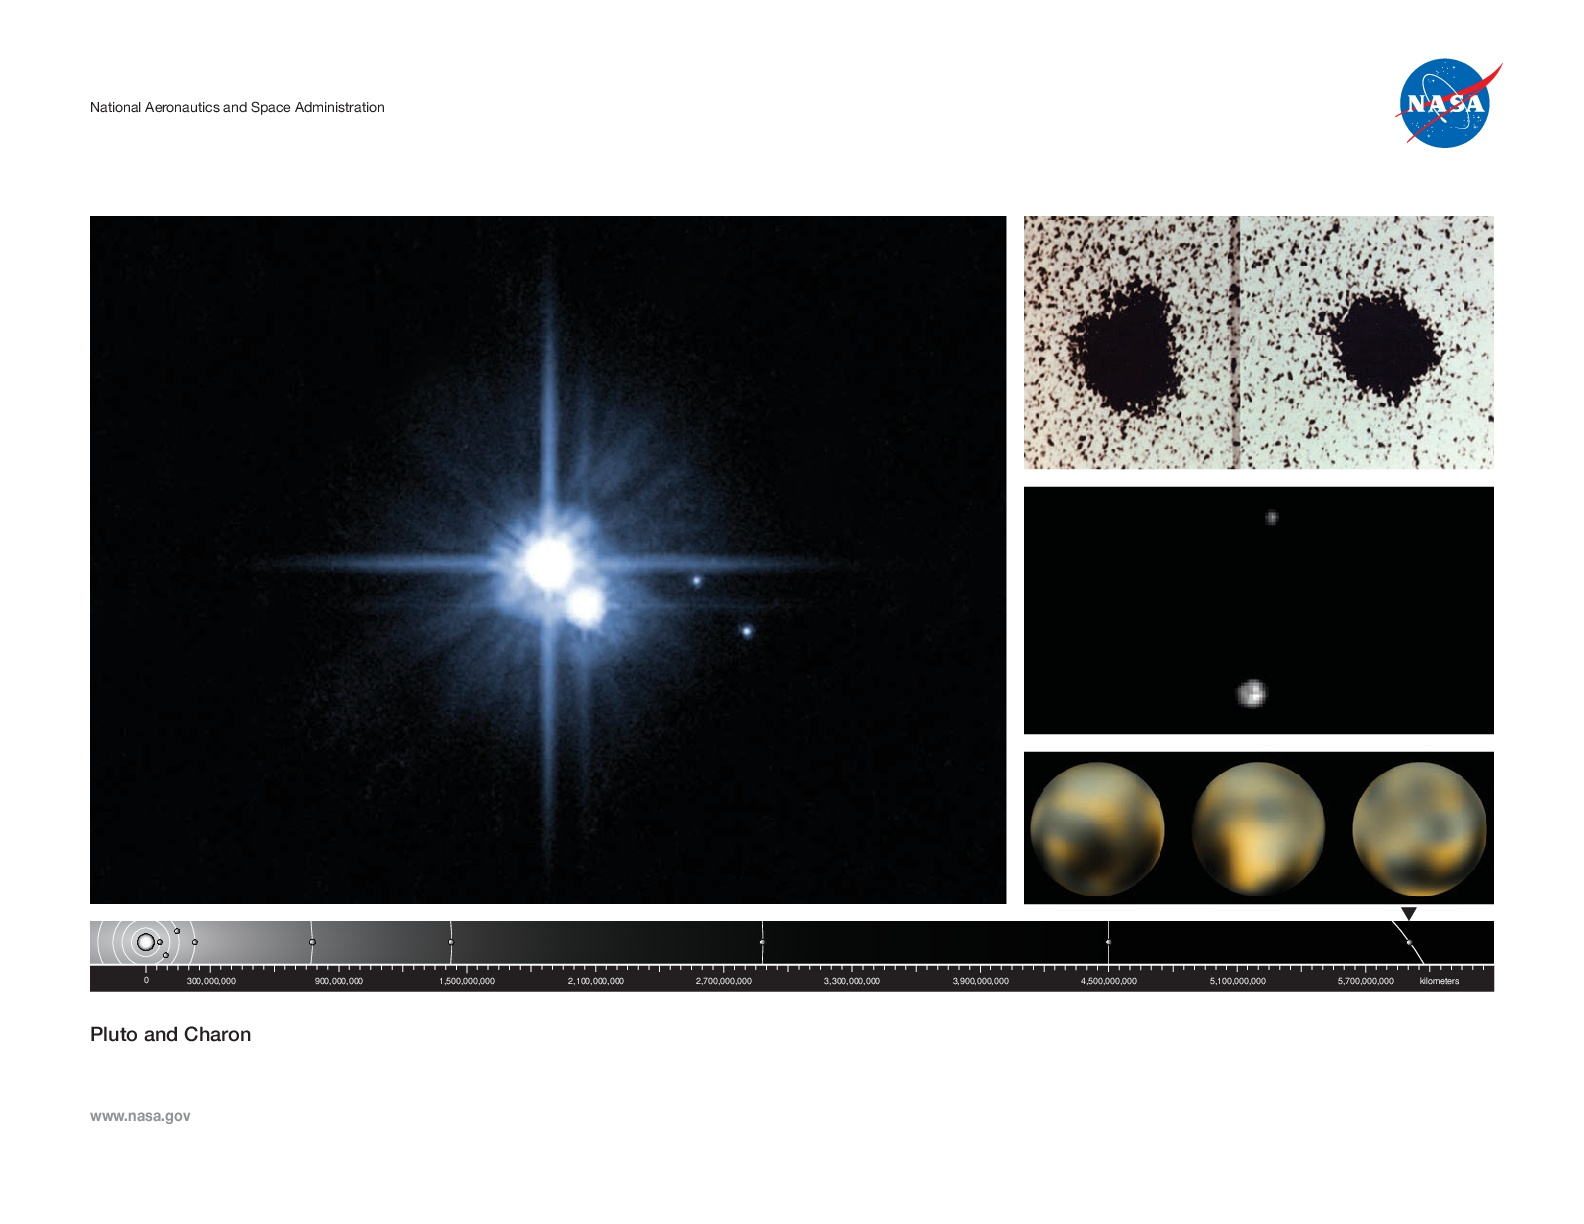 National Aeronautics and Space Administration
NASA
0 300,000,000 900,000,000 1,500,000,000 2,100,000,000 2,700,000,000 3,300,000,000 3,900,000,000 4,500,000,000 5,100,000,000 5,700,000,000 kilometers
Pluto and Charon
www.nasa.gov